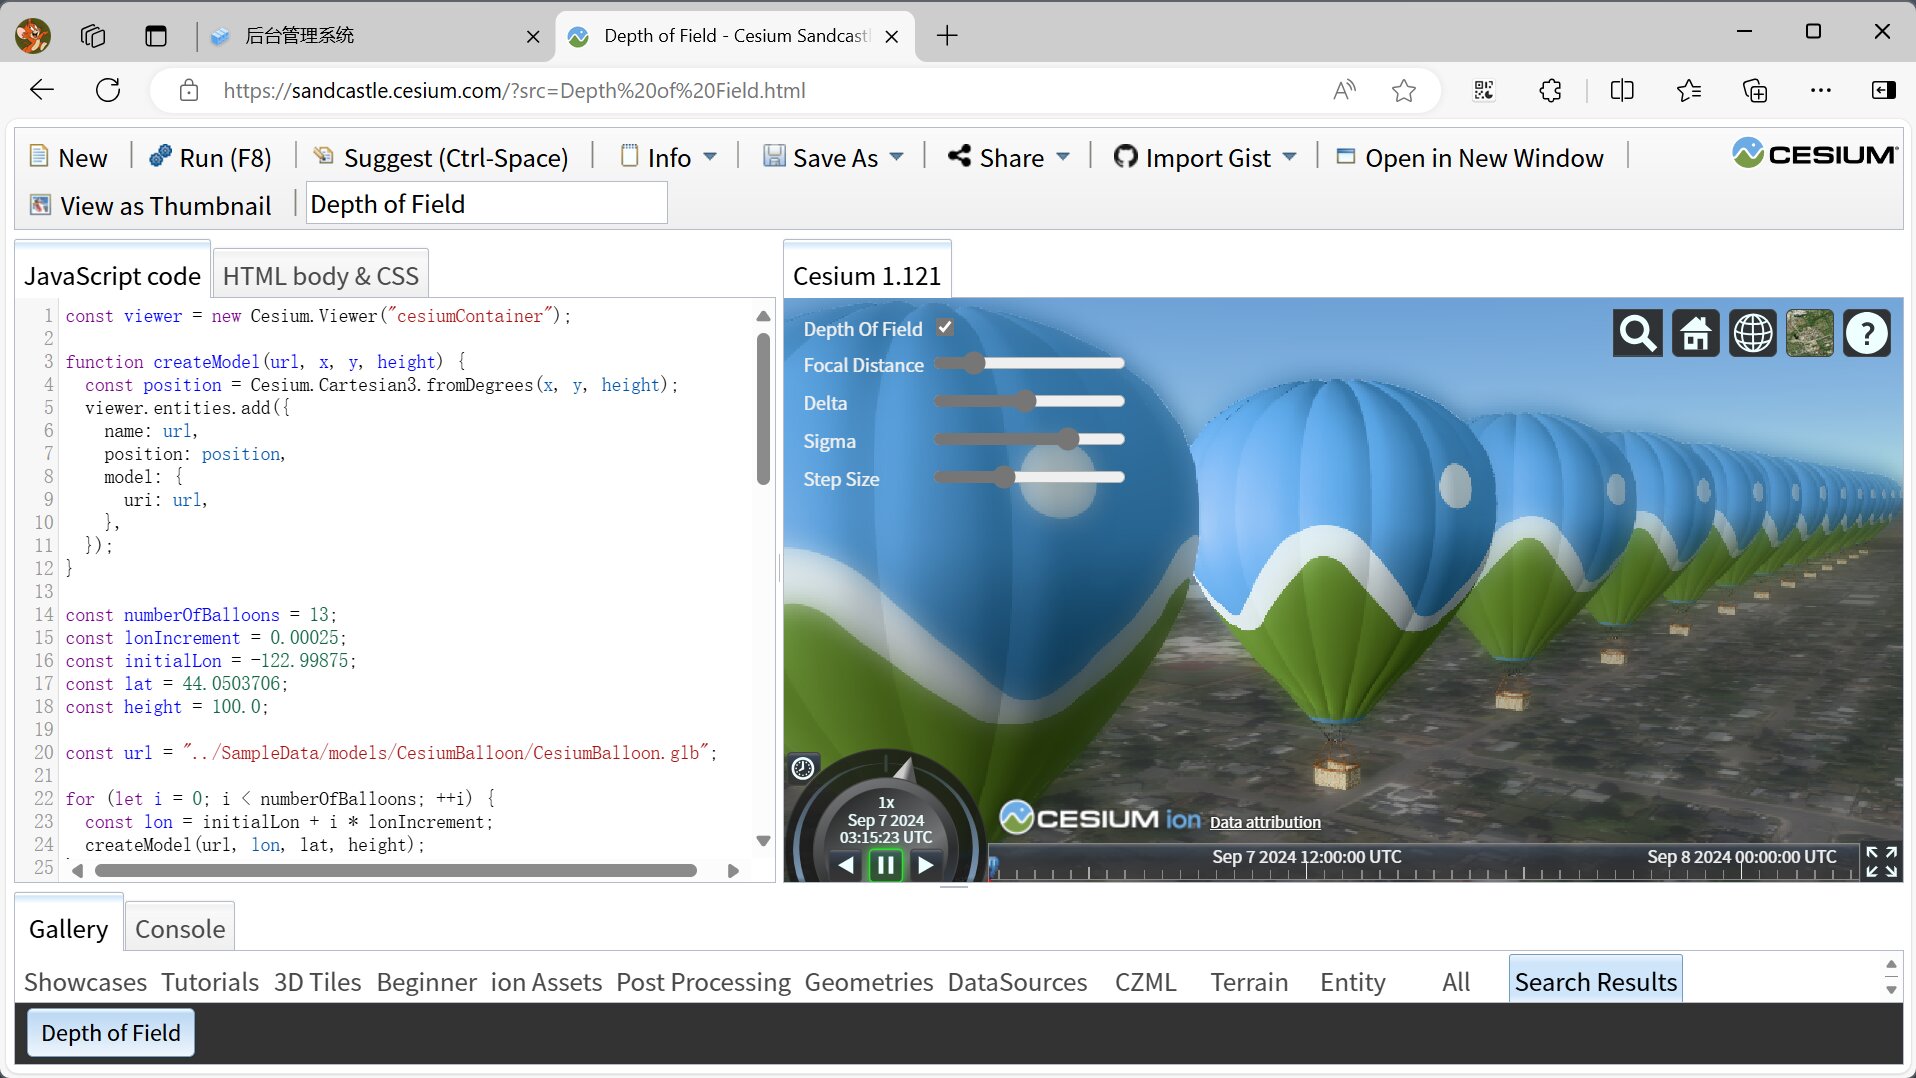 后台管理系统
Depth of Field - Cesium Sandcastl
https://sandcastle.cesium.com/?src=Depth%20of%20Field.html
New
Run (F8)
Suggest (Ctrl-Space)
Info
Save As
Share
Import Gist
Open in New Window
CESIUM
View as Thumbnail
Depth of Field
JavaScript code
HTML body & CSS
Cesium 1.121
1 const viewer = new Cesium.Viewer("cesiumContainer");
2
3 function createModel(url, x, y, height) {
4 const position = Cesium.Cartesian3.fromDegrees(x, y, height);
5 viewer.entities.add({
6 name: url,
7 position: position,
8 model: {
9 uri: url,
10 },
11 });
12 }
13
14 const numberOfBalloons = 13;
15 const lonIncrement = 0.00025;
16 const initialLon = -122.99875;
17 const lat = 44.0503706;
18 const height = 100.0;
19
20 const url = "../SampleData/models/CesiumBalloon/CesiumBalloon.glb";
21
22 for (let i = 0; i < numberOfBalloons; ++i) {
23 const lon = initialLon + i * lonIncrement;
24 createModel(url, lon, lat, height);
25
Depth Of Field
Focal Distance
Delta
Sigma
Step Size
?
1x
Sep 7 2024
03:15:23 UTC
CESIUM ion
Data attribution
Sep 7 2024 12:00:00 UTC
Sep 8 2024 00:00:00 UTC
Gallery
Console
Showcases
Tutorials
3D Tiles
Beginner
ion Assets
Post Processing
Geometries
DataSources
CZML
Terrain
Entity
All
Search Results
Depth of Field